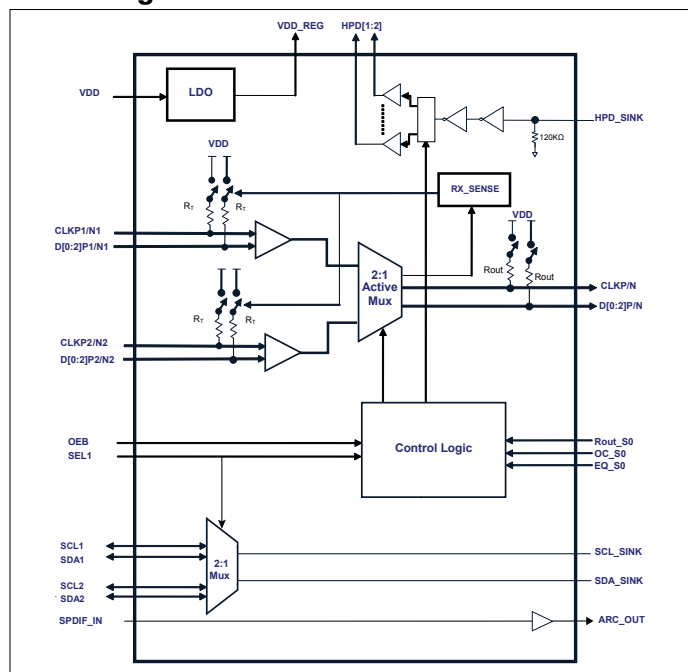 VDD_REG
HPD[1:2]
VDD
LDO
HPD_SINK
120KΩ
VDD
RX_SENSE
RT
RT
VDD
CLKP1/N1
D[0:2]P1/N1
2:1
Active
Mux
Rout
Rout
CLKP/N
D[0:2]P/N
RT
RT
CLKP2/N2
D[0:2]P2/N2
OEB
SEL1
Control Logic
Rout_S0
OC_S0
EQ_S0
SCL1
SDA1
2:1
Mux
SCL_SINK
SCL2
SDA2
SDA_SINK
SPDIF_IN
ARC_OUT